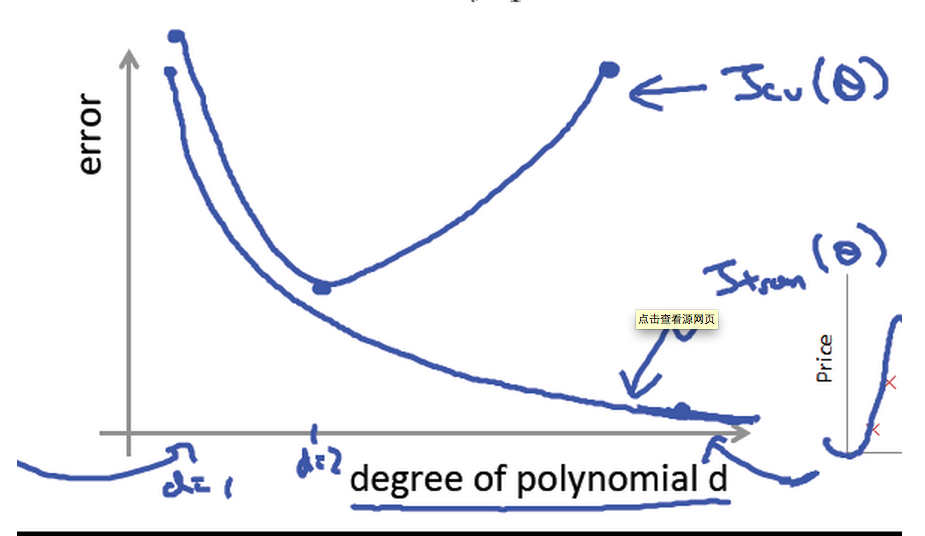 error
Jcv(θ)
Jtrain(θ)
点击查看源网页
Price
d=1
d=2
degree of polynomial d